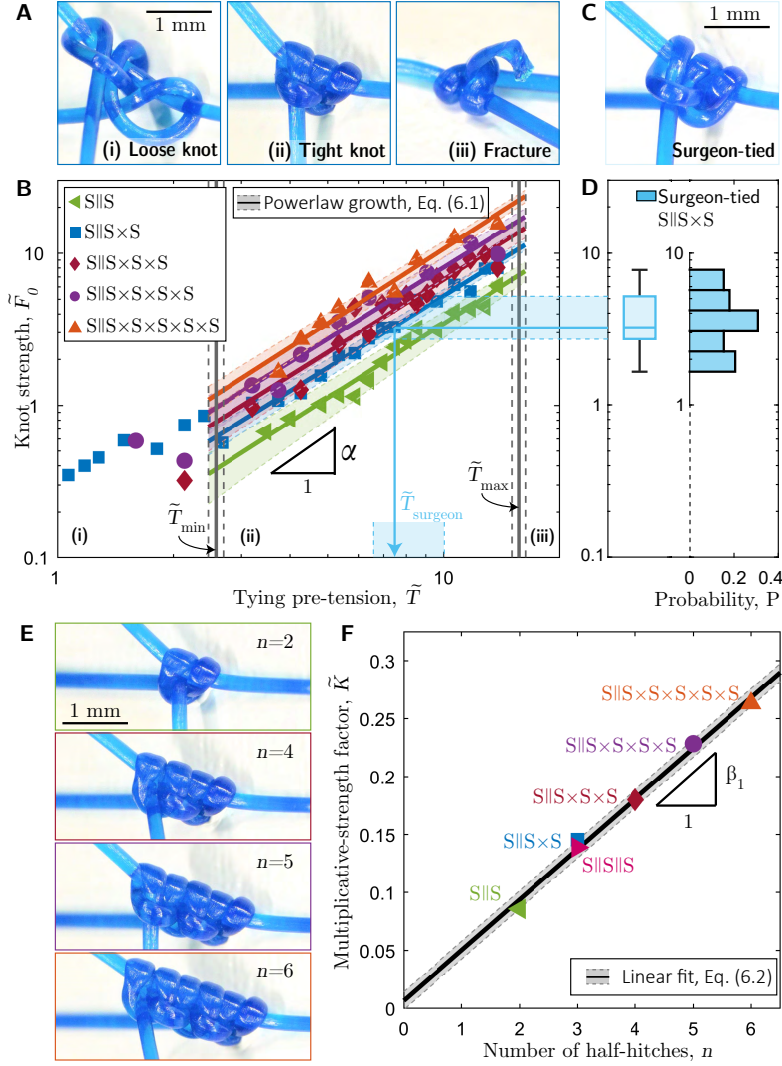 A
1 mm
(i) Loose knot
(ii) Tight knot
(iii) Fracture
C
1 mm
Surgeon-tied
B
S||S
S||S×S
S||S×S×S
S||S×S×S×S
S||S×S×S×S×S
Powerlaw growth, Eq. (6.1)
Knot strength, F̃₀
10
1
0.1
α
1
T̃min
T̃surgeon
T̃max
(i)
(ii)
(iii)
1
10
Tying pre-tension, T̃
D
Surgeon-tied
S||S×S
10
1
10
1
0.1
0
0.2
0.4
Probability, P
E
n=2
1 mm
n=4
n=5
n=6
F
Multiplicative-strength factor, K̃
0.3
0.25
0.2
0.15
0.1
0.05
0
S||S×S×S×S×S
S||S×S×S×S
S||S×S×S
S||S×S
S||S||S
S||S
β₁
1
Linear fit, Eq. (6.2)
0
1
2
3
4
5
6
Number of half-hitches, n